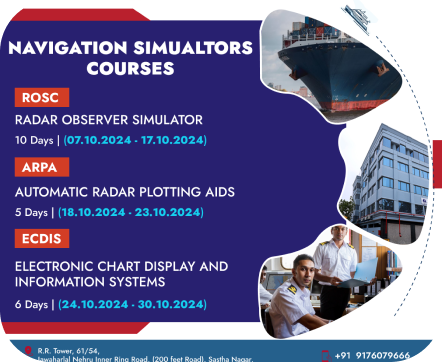 NAVIGATION SIMUALTORS
COURSES
ROSC
RADAR OBSERVER SIMULATOR
10 Days | (07.10.2024 - 17.10.2024)
ARPA
AUTOMATIC RADAR PLOTTING AIDS
5 Days | (18.10.2024 - 23.10.2024)
ECDIS
ELECTRONIC CHART DISPLAY AND
INFORMATION SYSTEMS
6 Days | (24.10.2024 - 30.10.2024)
R.R. Tower, 61/54,
Jawaharlal Nehru Inner Ring Road, (200 feet Road), Sastha Nagar,
+91 9176079666